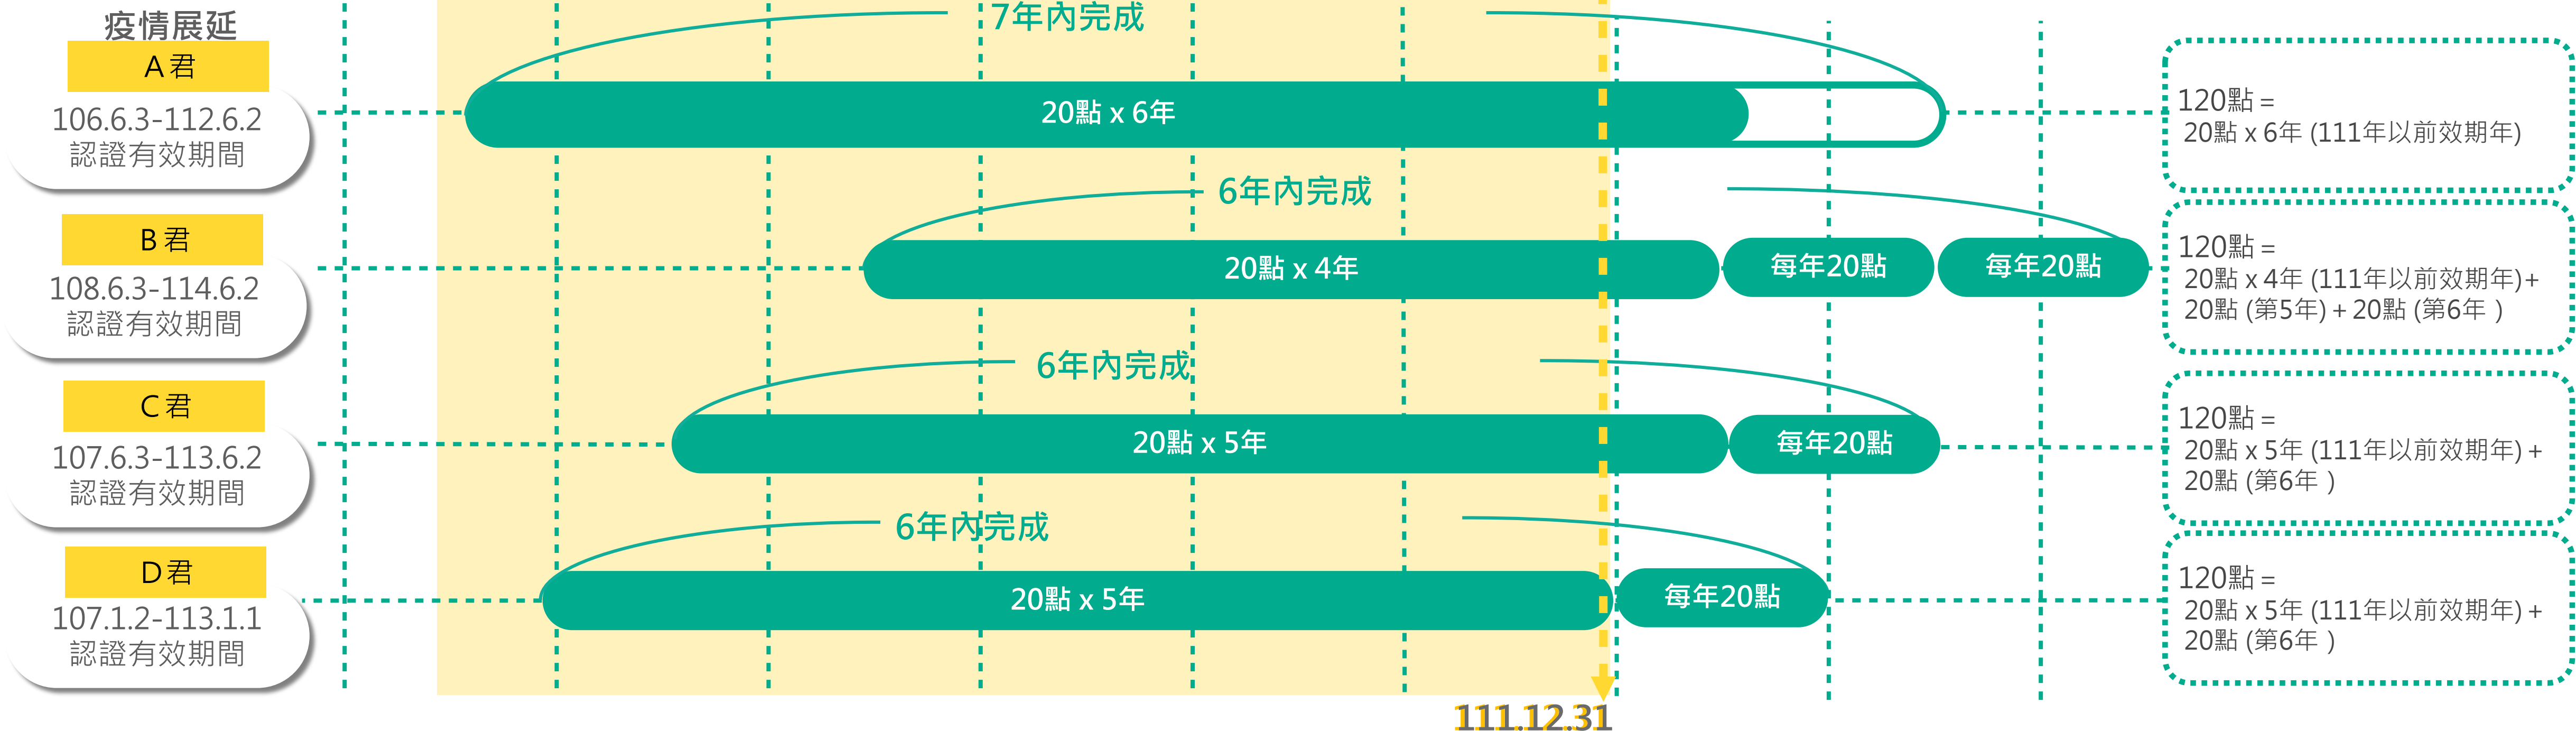 疫情展延
A 君
106.6.3-112.6.2
認證有效期間
7年內完成
20點 x 6年
120點 =
20點 x 6年 (111年以前效期年)
B 君
108.6.3-114.6.2
認證有效期間
6年內完成
20點 x 4年
每年20點
每年20點
120點 =
20點 x 4年 (111年以前效期年)+
20點 (第5年) + 20點 (第6年 )
C 君
107.6.3-113.6.2
認證有效期間
6年內完成
20點 x 5年
每年20點
120點 =
20點 x 5年 (111年以前效期年) +
20點 (第6年 )
D 君
107.1.2-113.1.1
認證有效期間
6年內完成
20點 x 5年
每年20點
120點 =
20點 x 5年 (111年以前效期年) +
20點 (第6年 )
111.12.31